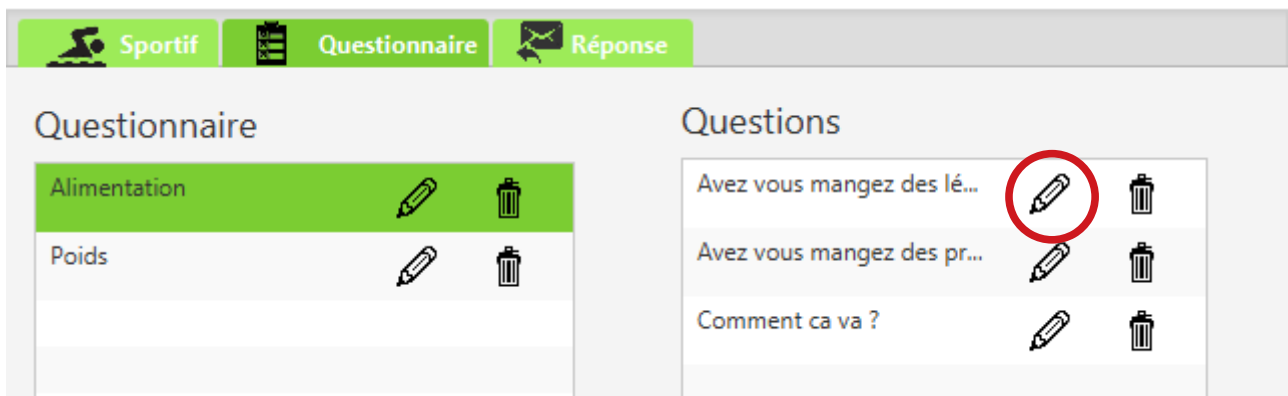 Sportif Questionnaire Réponse
Questionnaire
Alimentation
Poids
Questions
Avez vous mangez des lé...
Avez vous mangez des pr...
Comment ca va ?